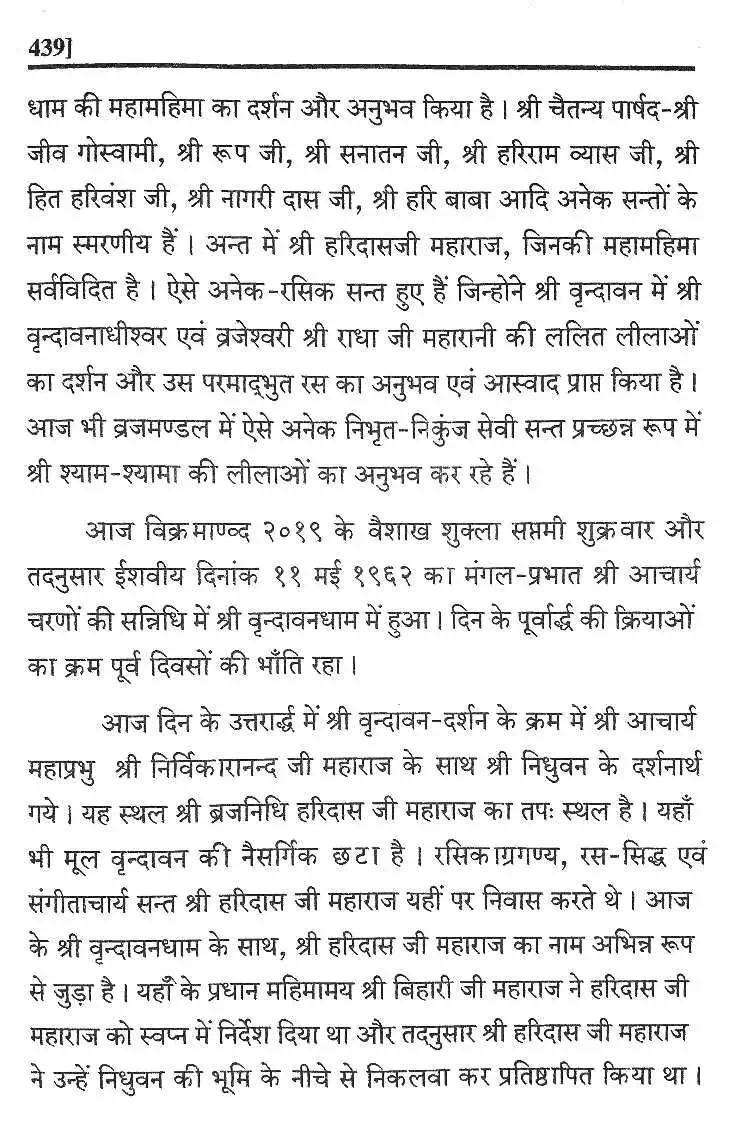 439]
धाम की महामहिमा का दर्शन और अनुभव किया है। श्री चैतन्य पार्षद-श्री
जीव गोस्वामी, श्री रूप जी, श्री सनातन जी, श्री हरिराम व्यास जी, श्री
हित हरिवंश जी, श्री नागरी दास जी, श्री हरि बाबा आदि अनेक सन्तों के
नाम स्मरणीय हैं । अन्त में श्री हरिदासजी महाराज, जिनकी महामहिमा
सर्वविदित है । ऐसे अनेक-रसिक सन्त हुए हैं जिन्होंने श्री वृन्दावन में श्री
वृन्दावनाधीश्वर एवं व्रजेश्वरी श्री राधा जी महारानी की ललित लीलाओं
का दर्शन और उस परमाद्भुत रस का अनुभव एवं आस्वाद प्राप्त किया है ।
आज भी व्रजमण्डल में ऐसे अनेक निभृत-निकुंज सेवी सन्त प्रच्छन्न रूप में
श्री श्याम-श्यामा की लीलाओं का अनुभव कर रहे हैं ।
आज विक्रमाण्व्द २०१९ के वैशाख शुक्ला सप्तमी शुक्रवार और
तदनुसार ईशवीय दिनांक ११ मई १९६२ का मंगल-प्रभात श्री आचार्य
चरणों की सन्निधि में श्री वृन्दावनधाम में हुआ । दिन के पूर्वार्द्ध की क्रियाओं
का क्रम पूर्व दिवसों की भाँति रहा ।
आज दिन के उत्तरार्द्ध में श्री वृन्दावन-दर्शन के क्रम में श्री आचार्य
महाप्रभु श्री निर्विकारानन्द जी महाराज के साथ श्री निधुवन के दर्शनार्थ
गये । यह स्थल श्री ब्रजनिधि हरिदास जी महाराज का तपः स्थल है । यहाँ
भी मूल वृन्दावन की नैसर्गिक छटा है । रसिकाग्रगण्य, रस-सिद्ध एवं
संगीताचार्य सन्त श्री हरिदास जी महाराज यहीं पर निवास करते थे । आज
के श्री वृन्दावनधाम के साथ, श्री हरिदास जी महाराज का नाम अभिन्न रूप
से जुड़ा है । यहाँ के प्रधान महिमामय श्री बिहारी जी महाराज ने हरिदास जी
महाराज को स्वप्न में निर्देश दिया था और तदनुसार श्री हरिदास जी महाराज
ने उन्हें निधुवन की भूमि के नीचे से निकलवा कर प्रतिष्ठापित किया था ।